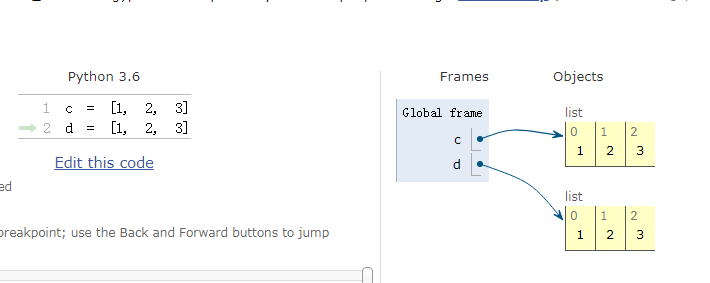 Python 3.6
1 c = [1, 2, 3]
2 d = [1, 2, 3]
Edit this code
ed
breakpoint; use the Back and Forward buttons to jump
Frames Objects
Global frame
c
d
list
0 1 2
1 2 3
list
0 1 2
1 2 3